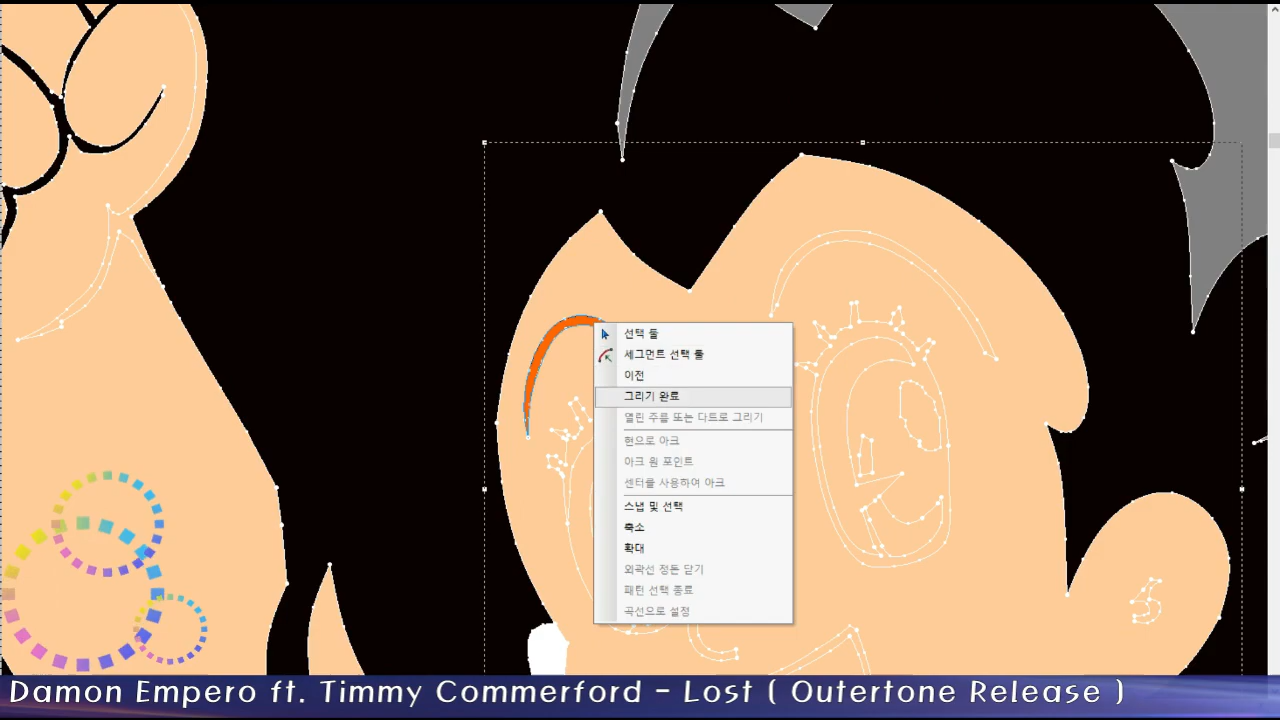 선택 툴
세그먼트 선택 툴
이전
그리기 완료
열린 주름 또는 다트로 그리기
현으로 아크
아크 원 포인트
센터를 사용하여 아크
스냅 및 선택
축소
확대
외곽선 정돈 닫기
패턴 선택 종료
곡선으로 설정
Damon Empero ft. Timmy Commerford - Lost ( Outertone Release )